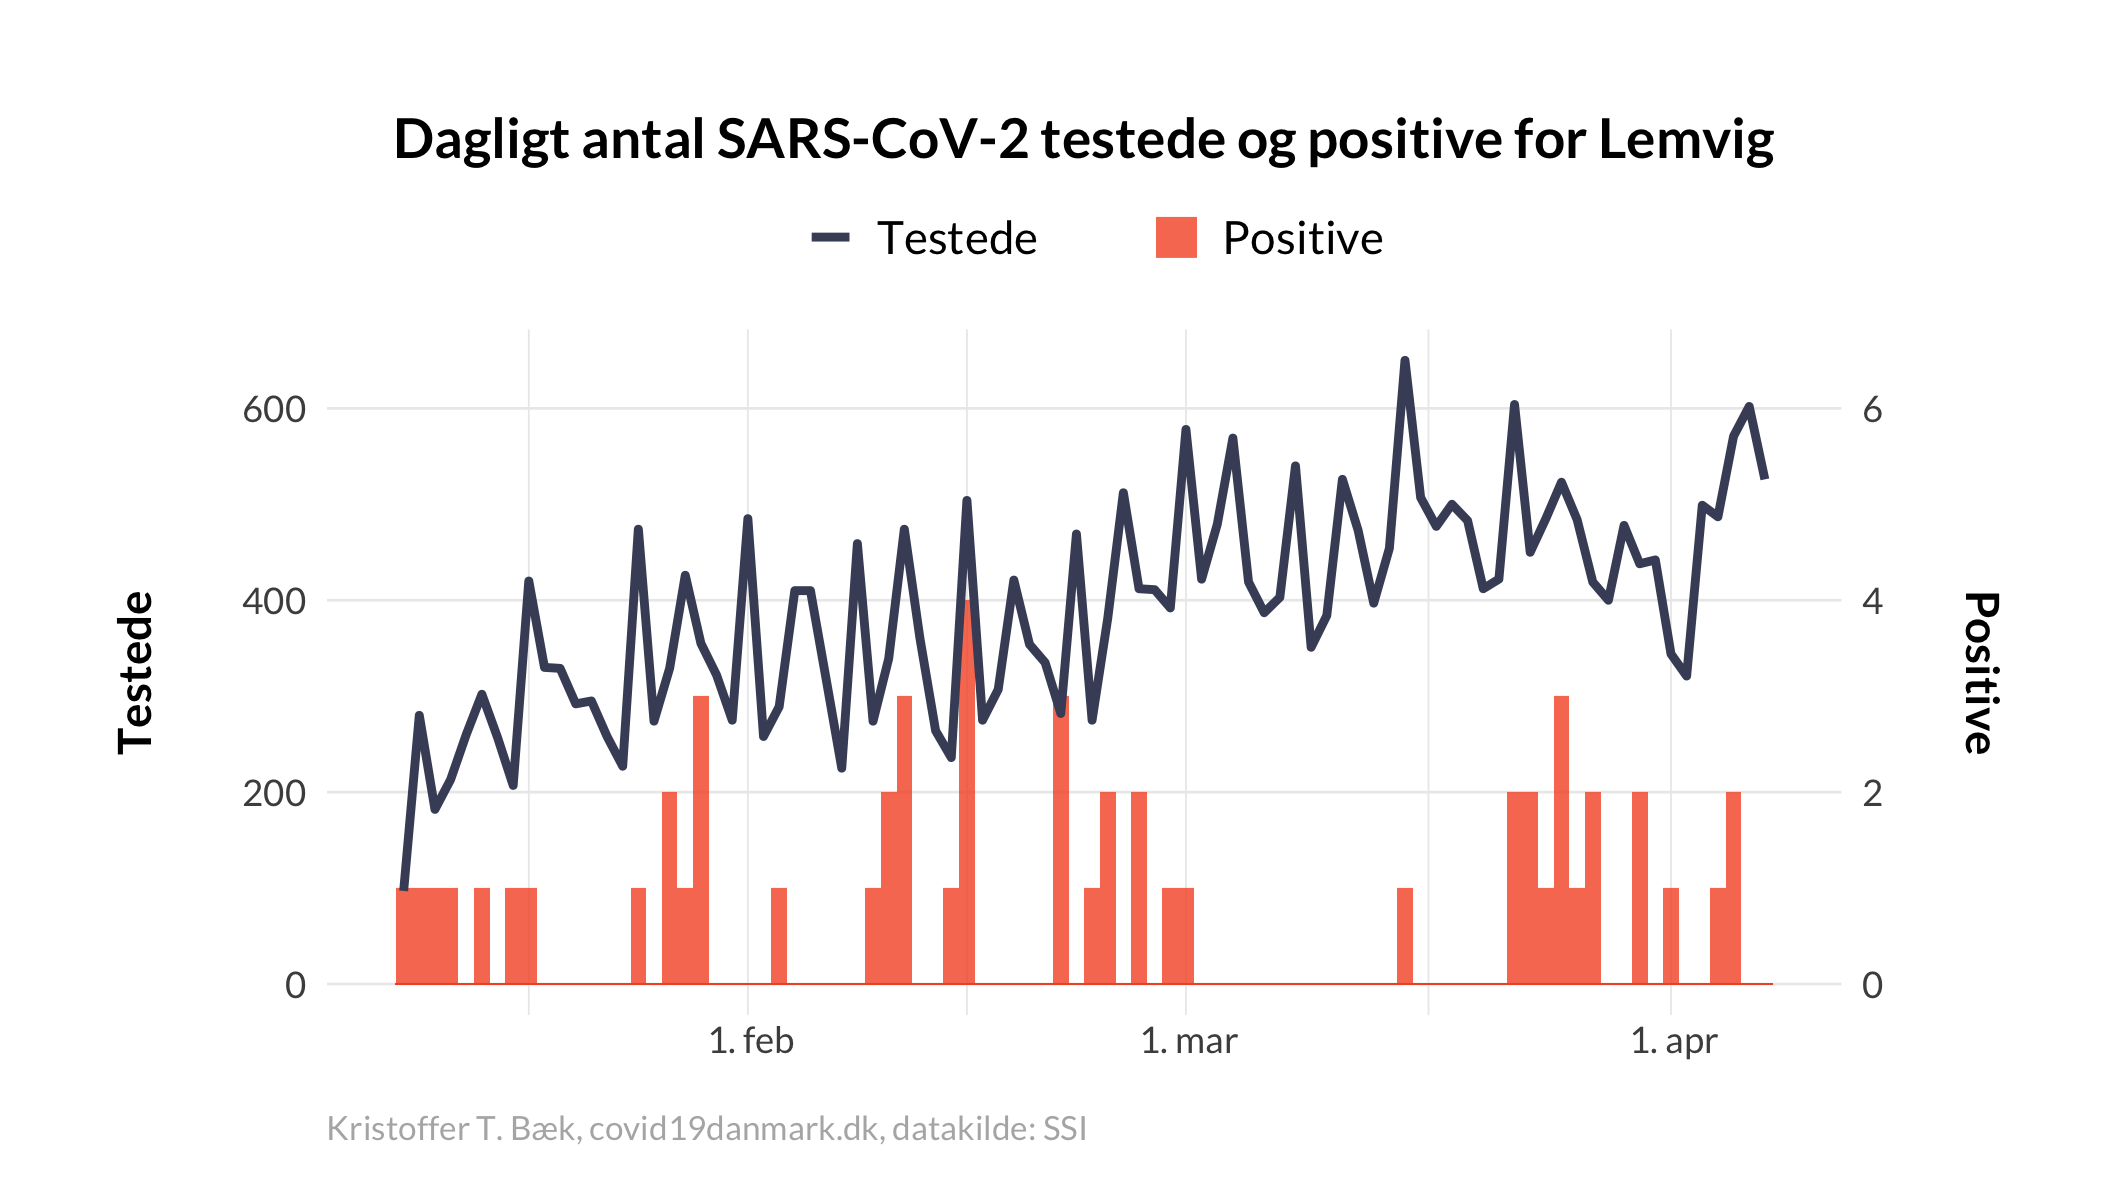 Dagligt antal SARS-CoV-2 testede og positive for Lemvig
Testede Positive
600 6
400 4
200 2
0 0
Testede
Positive
1. feb 1. mar 1. apr
Kristoffer T. Bæk, covid19danmark.dk, datakilde: SSI